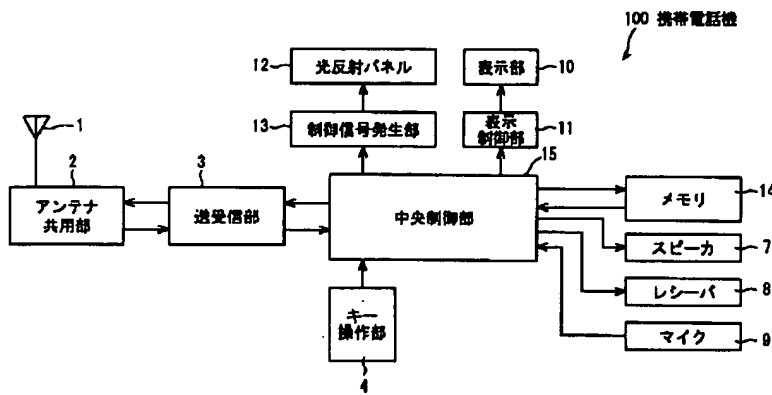 100 携帯電話機
12 光反射パネル
表示部 10
1
13 制御信号発生部
表示
制御部 11
15
2
3
アンテナ
共用部
送受信部
中央制御部
メモリ 14
スピーカ 7
レシーバ 8
マイク 9
キー
操作部
4